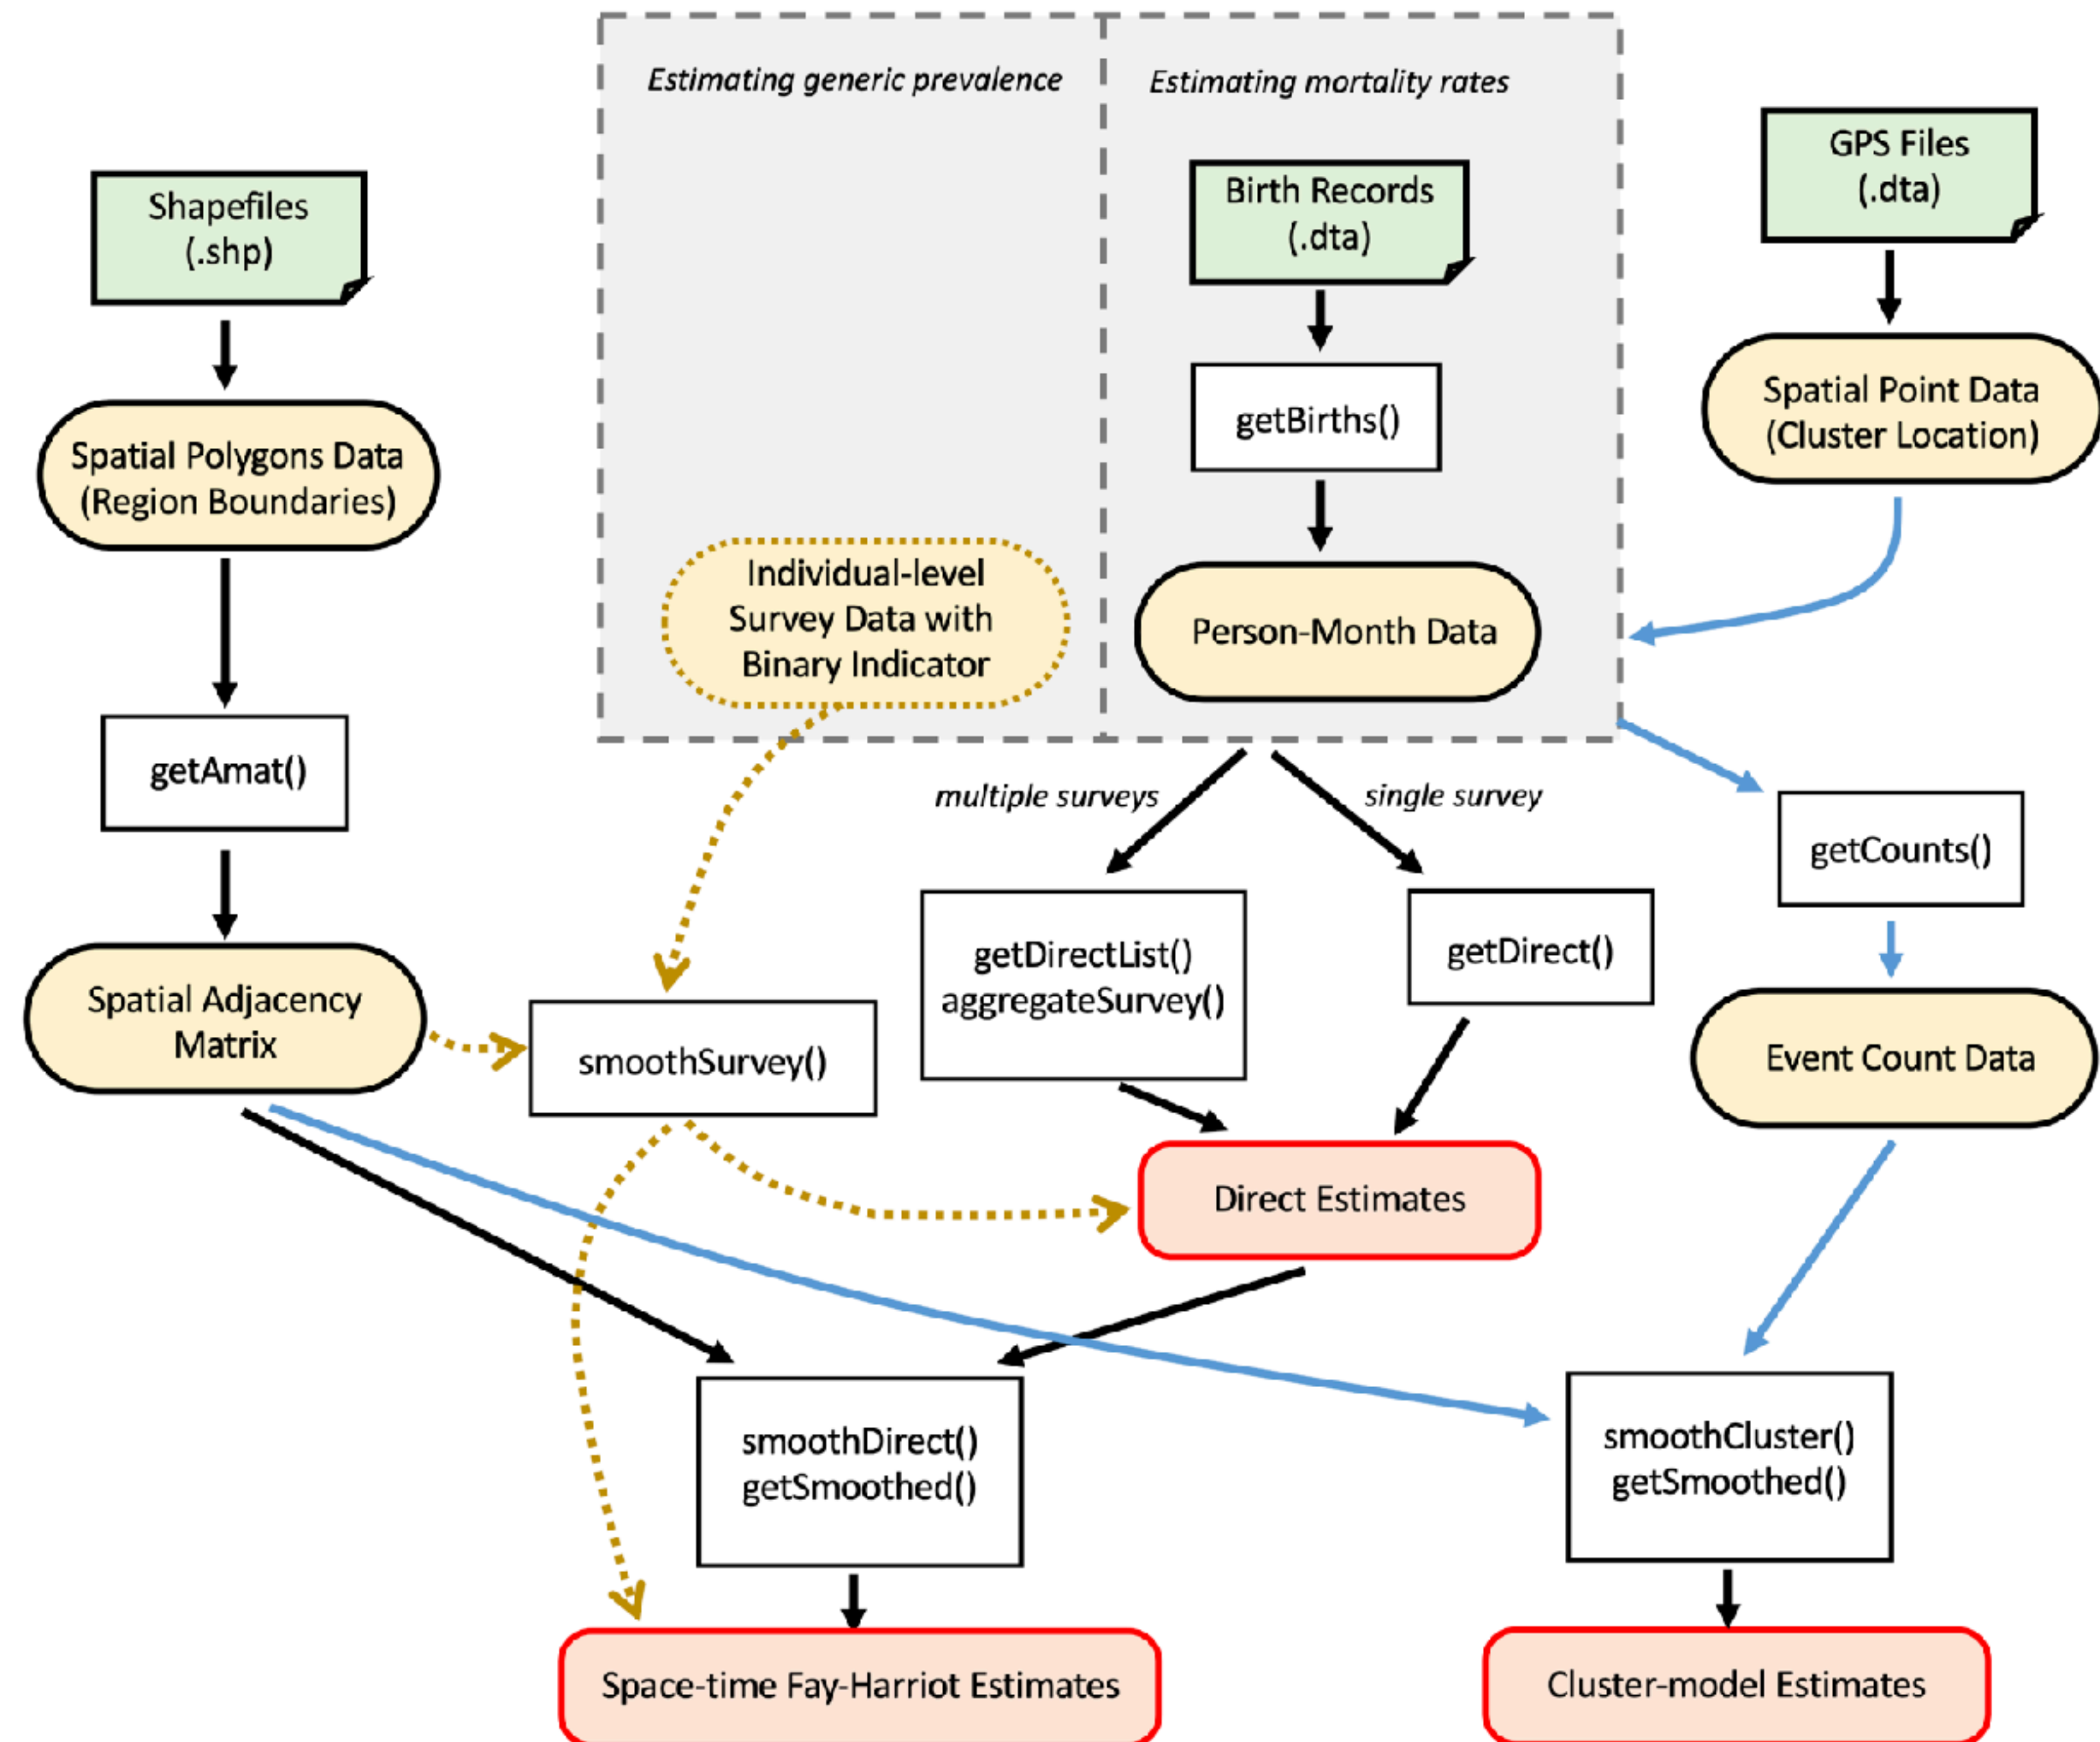 Estimating generic prevalence
Estimating mortality rates
Shapefiles
(.shp)
Birth Records
(.dta)
GPS Files
(.dta)
Spatial Polygons Data
(Region Boundaries)
getBirths()
Spatial Point Data
(Cluster Location)
Individual-level
Survey Data with
Binary Indicator
Person-Month Data
getAmat()
multiple surveys
single survey
getCounts()
getDirectList()
aggregateSurvey()
getDirect()
Spatial Adjacency
Matrix
smoothSurvey()
Event Count Data
Direct Estimates
smoothDirect()
getSmoothed()
smoothCluster()
getSmoothed()
Space-time Fay-Harriot Estimates
Cluster-model Estimates